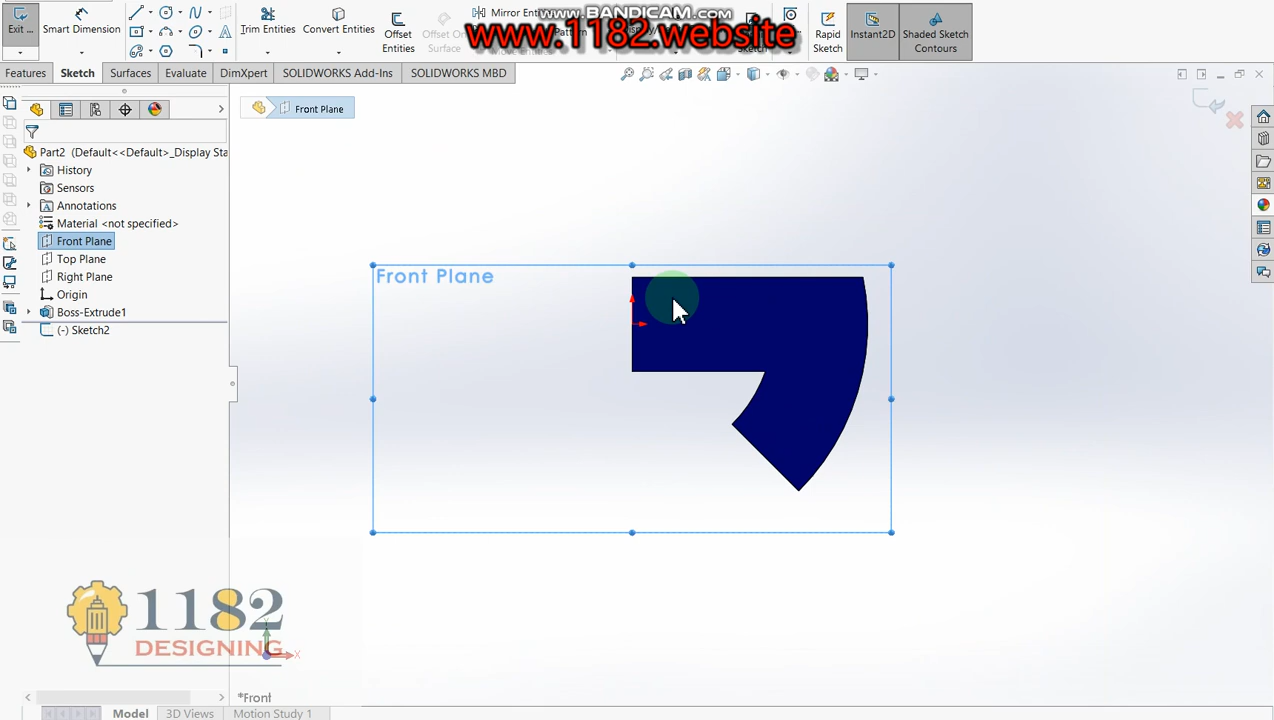 www.BANDICAM.com
www.1182.website
Exit ...
Smart Dimension
Trim Entities
Convert Entities
Offset Entities
Offset On Surface
Mirror Entities
Rapid Sketch
Instant2D
Shaded Sketch Contours
Features
Sketch
Surfaces
Evaluate
DimXpert
SOLIDWORKS Add-Ins
SOLIDWORKS MBD
Front Plane
Part2 (Default<<Default>_Display Sta
History
Sensors
Annotations
Material <not specified>
Front Plane
Top Plane
Right Plane
Origin
Boss-Extrude1
(-) Sketch2
Front Plane
1182
DESIGNING
Y
X
*Front
Model
3D Views
Motion Study 1